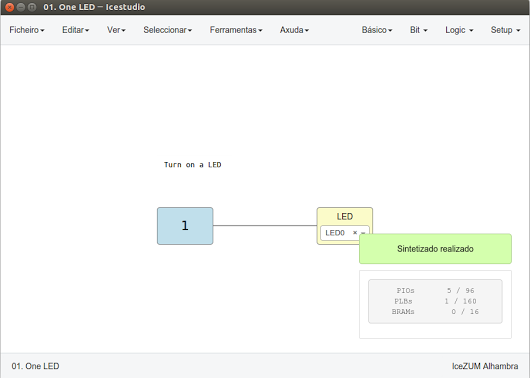 01. One LED — Icestudio
Ficheiro Editar Ver Seleccionar Ferramentas Axuda Básico Bit Logic Setup
Turn on a LED
1
LED
LED0 ×
Sintetizado realizado
PIOs 5 / 96
PLBs 1 / 160
BRAMs 0 / 16
01. One LED IceZUM Alhambra